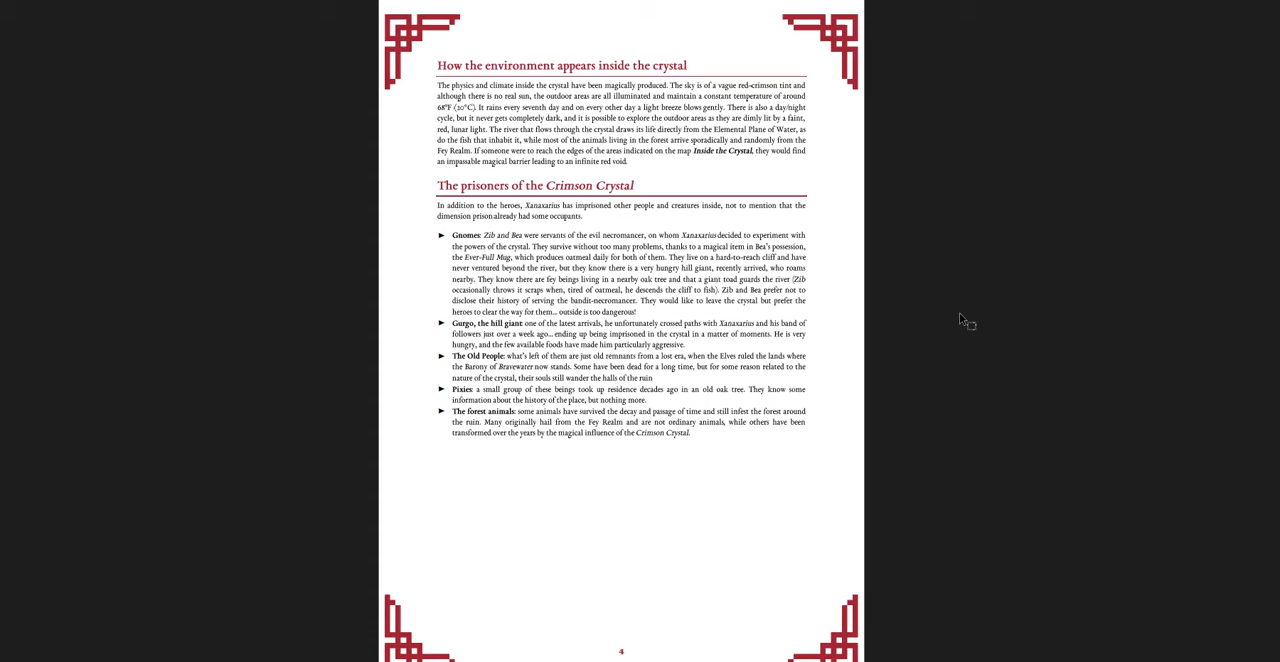 How the environment appears inside the crystal
The physics and climate inside the crystal have been magically produced. The sky is of a vague red-crimson tint and
although there is no real sun, the outdoor areas are all illuminated and maintain a constant temperature of around
68°F (20°C). It rains every seventh day and on every other day a light breeze blows gently. There is also a day/night
cycle, but it never gets completely dark, and it is possible to explore the outdoor areas as they are dimly lit by a faint,
red, lunar light. The river that flows through the crystal draws its life directly from the Elemental Plane of Water, as
do the fish that inhabit it, while most of the animals living in the forest arrive sporadically and randomly from the
Fey Realm. If someone were to reach the edges of the areas indicated on the map Inside the Crystal, they would find
an impassable magical barrier leading to an infinite red void.
The prisoners of the Crimson Crystal
In addition to the heroes, Xanaxarius has imprisoned other people and creatures inside, not to mention that the
dimension prison already had some occupants.
► Gnomes: Zib and Bea were servants of the evil necromancer, on whom Xanaxarius decided to experiment with
the powers of the crystal. They survive without too many problems, thanks to a magical item in Bea's possession,
the Ever-Full Mug, which produces oatmeal daily for both of them. They live on a hard-to-reach cliff and have
never ventured beyond the river, but they know there is a very hungry hill giant, recently arrived, who roams
nearby. They know there are fey beings living in a nearby oak tree and that a giant toad guards the river (Zib
occasionally throws it scraps when, tired of oatmeal, he descends the cliff to fish). Zib and Bea prefer not to
disclose their history of serving the bandit-necromancer. They would like to leave the crystal but prefer the
heroes to clear the way for them... outside is too dangerous!
► Gurgo, the hill giant: one of the latest arrivals, he unfortunately crossed paths with Xanaxarius and his band of
followers just over a week ago... ending up being imprisoned in the crystal in a matter of moments. He is very
hungry, and the few available foods have made him particularly aggressive.
► The Old People: what's left of them are just old remnants from a lost era, when the Elves ruled the lands where
the Barony of Bravewater now stands. Some have been dead for a long time, but for some reason related to the
nature of the crystal, their souls still wander the halls of the ruin
► Pixies: a small group of these beings took up residence decades ago in an old oak tree. They know some
information about the history of the place, but nothing more.
► The forest animals: some animals have survived the decay and passage of time and still infest the forest around
the ruin. Many originally hail from the Fey Realm and are not ordinary animals, while others have been
transformed over the years by the magical influence of the Crimson Crystal.
4